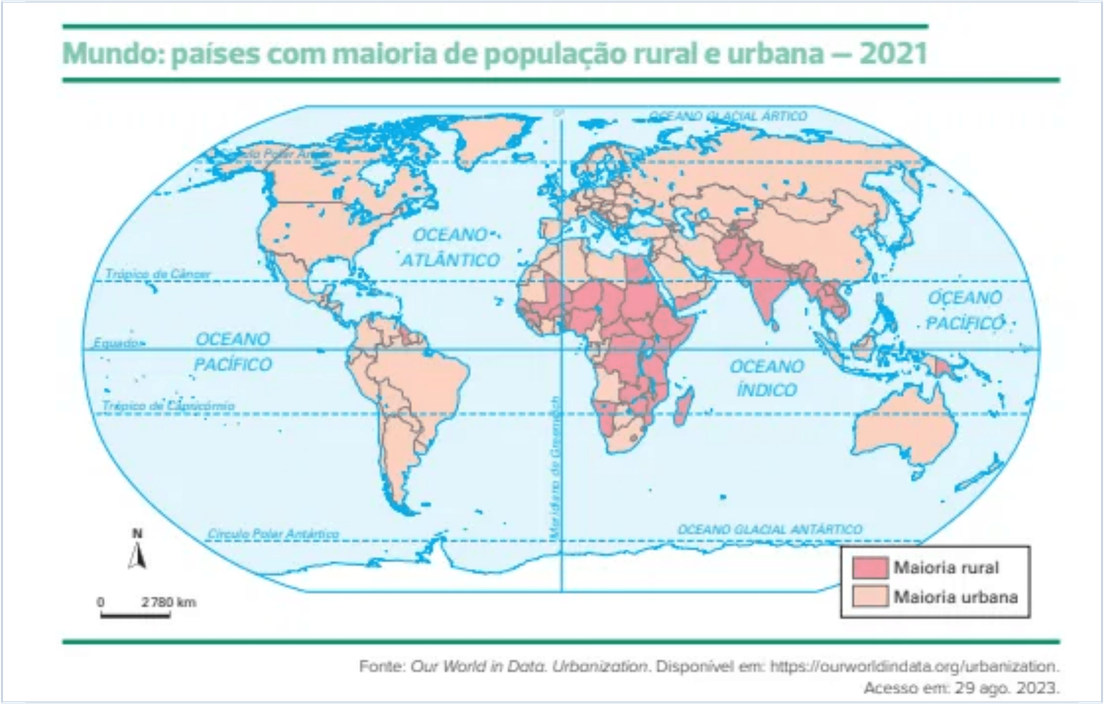 Mundo: países com maioria de população rural e urbana – 2021
0°
OCEANO GLACIAL ÁRTICO
Círculo Polar Ártico
OCEANO
ATLÂNTICO
Trópico de Câncer
OCEANO
PACÍFICO
Equador
OCEANO
PACÍFICO
OCEANO
ÍNDICO
Trópico de Capricórnio
Meridiano de Greenwich
Círculo Polar Antártico
OCEANO GLACIAL ANTÁRTICO
N
0 2780 km
Maioria rural
Maioria urbana
Fonte: Our World in Data. Urbanization. Disponível em: https://ourworldindata.org/urbanization.
Acesso em: 29 ago. 2023.